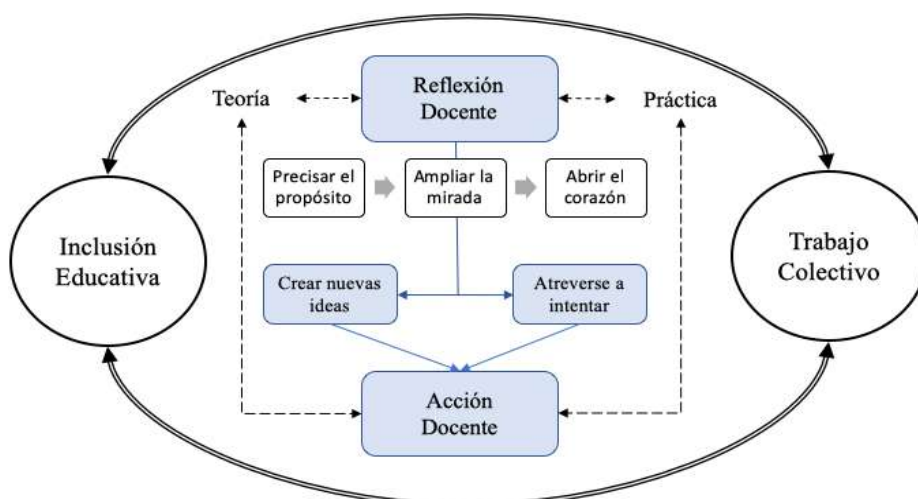 Reflexión
Docente
Teoría
Práctica
Precisar el
propósito
Ampliar la
mirada
Abrir el
corazón
Inclusión
Educativa
Trabajo
Colectivo
Crear nuevas
ideas
Atreverse a
intentar
Acción
Docente